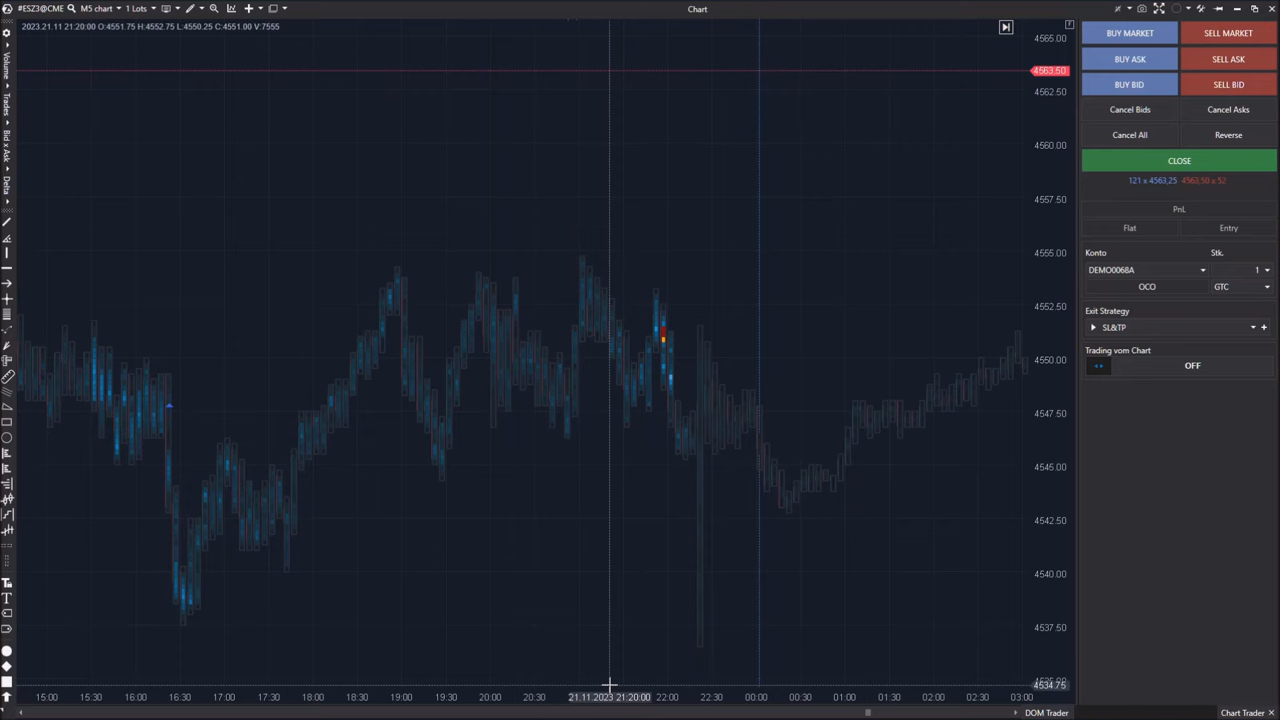 #ESZ3@CME M5 chart 1 Lots
Chart
2023.21.11 21:20:00 O:4551.75 H:4552.75 L:4550.25 C:4551.00 V:7555
F
Volume
Trades
Bid x Ask
Delta
4565.00
4563.50
4562.50
4560.00
4557.50
4555.00
4552.50
4550.00
4547.50
4545.00
4542.50
4540.00
4537.50
4534.75
15:00 15:30 16:00 16:30 17:00 17:30 18:00 18:30 19:00 19:30 20:00 20:30 21.11.2023 21:20:00 22:00 22:30 00:00 00:30 01:00 01:30 02:00 02:30 03:00
BUY MARKET SELL MARKET
BUY ASK SELL ASK
BUY BID SELL BID
Cancel Bids Cancel Asks
Cancel All Reverse
CLOSE
121 x 4563,25 4563,50 x 52
PnL
Flat Entry
Konto Stk.
DEMO0068A 1
OCO GTC
Exit Strategy
SL&TP
Trading vom Chart
OFF
DOM Trader
Chart Trader